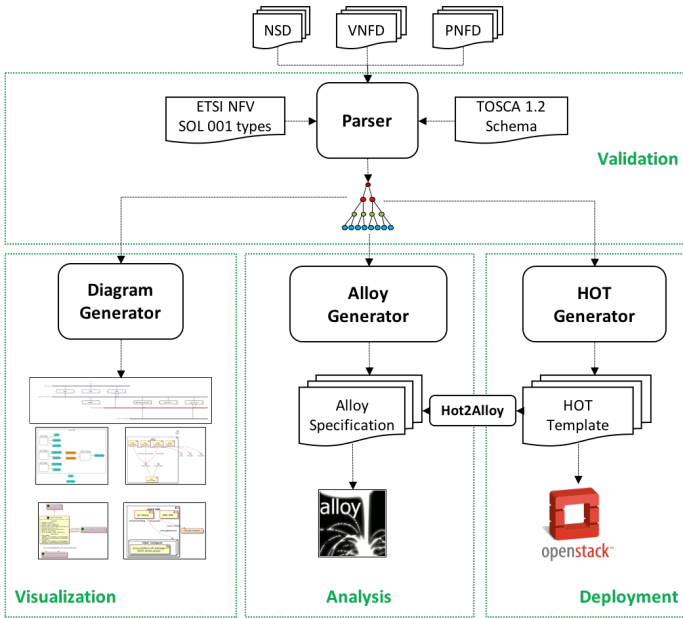 NSD
VNFD
PNFD
ETSI NFV
SOL 001 types
Parser
TOSCA 1.2
Schema
Validation
Diagram
Generator
Alloy
Generator
HOT
Generator
Alloy
Specification
Hot2Alloy
HOT
Template
alloy
openstack™
Visualization
Analysis
Deployment